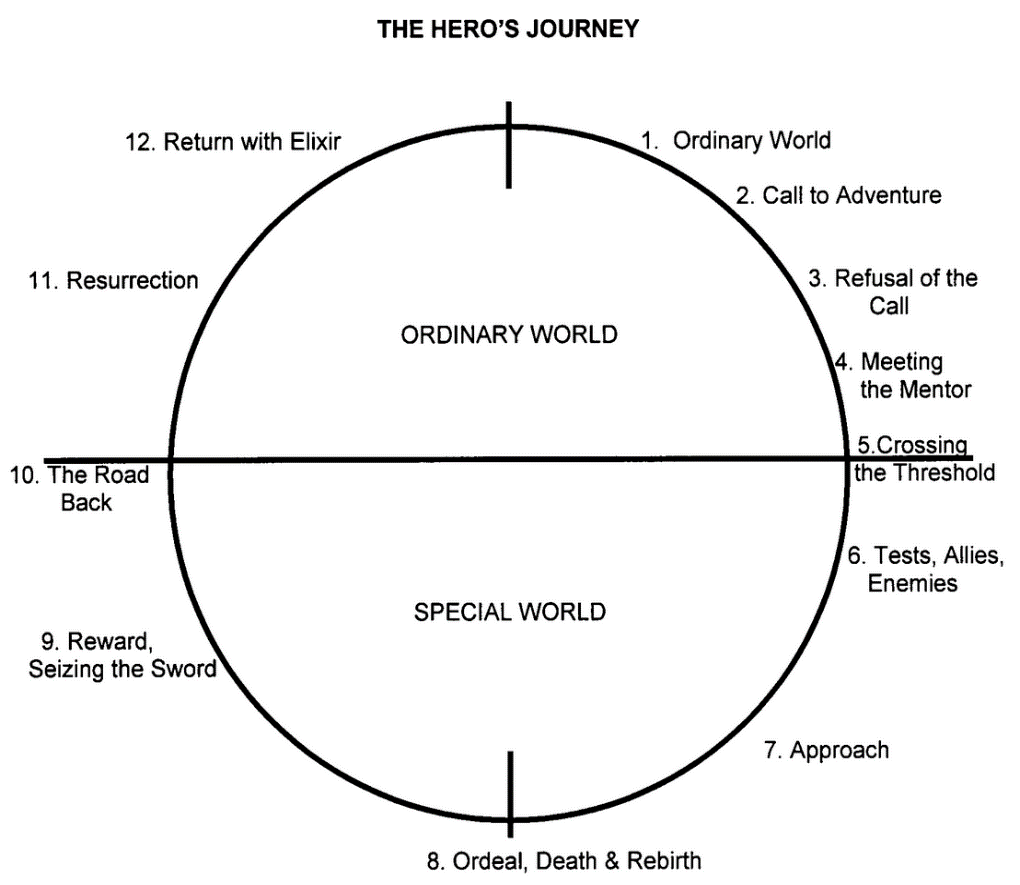 THE HERO'S JOURNEY
12. Return with Elixir
1. Ordinary World
2. Call to Adventure
11. Resurrection
3. Refusal of the
Call
ORDINARY WORLD
4. Meeting
the Mentor
5.Crossing
the Threshold
10. The Road
Back
6. Tests, Allies,
Enemies
SPECIAL WORLD
9. Reward,
Seizing the Sword
7. Approach
8. Ordeal, Death & Rebirth